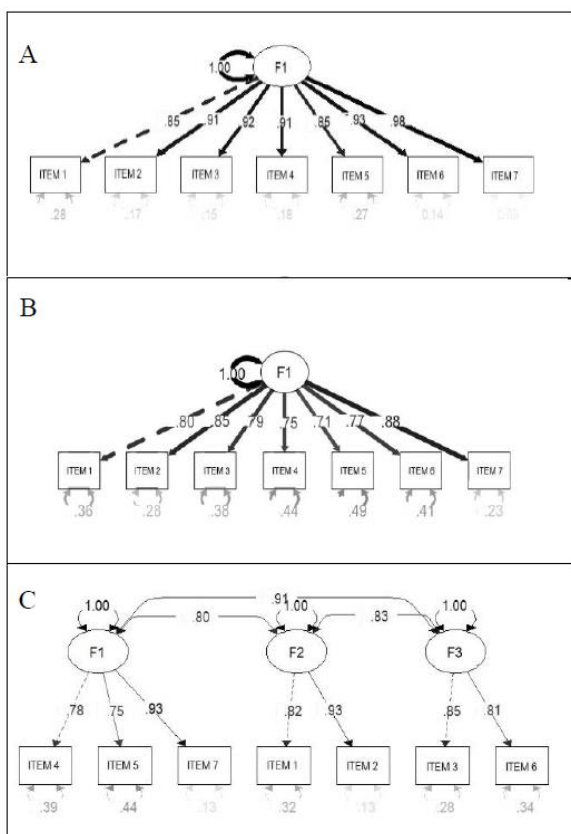 A
F1
1.00
.85 .91 .92 .91 .85 .93 .98
ITEM 1 ITEM 2 ITEM 3 ITEM 4 ITEM 5 ITEM 6 ITEM 7
.28 .17 .15 .18 .27 0.14
B
F1
1.00
.80 .85 .79 .75 .71 .77 .88
ITEM 1 ITEM 2 ITEM 3 ITEM 4 ITEM 5 ITEM 6 ITEM 7
.36 .28 .38 .44 .49 .41 .23
C
.91
1.00 1.00 1.00
.80 .83
F1 F2 F3
.78 .75 .93 .82 .93 .85 .81
ITEM 4 ITEM 5 ITEM 7 ITEM 1 ITEM 2 ITEM 3 ITEM 6
.39 .44 .13 .32 .13 .28 .34